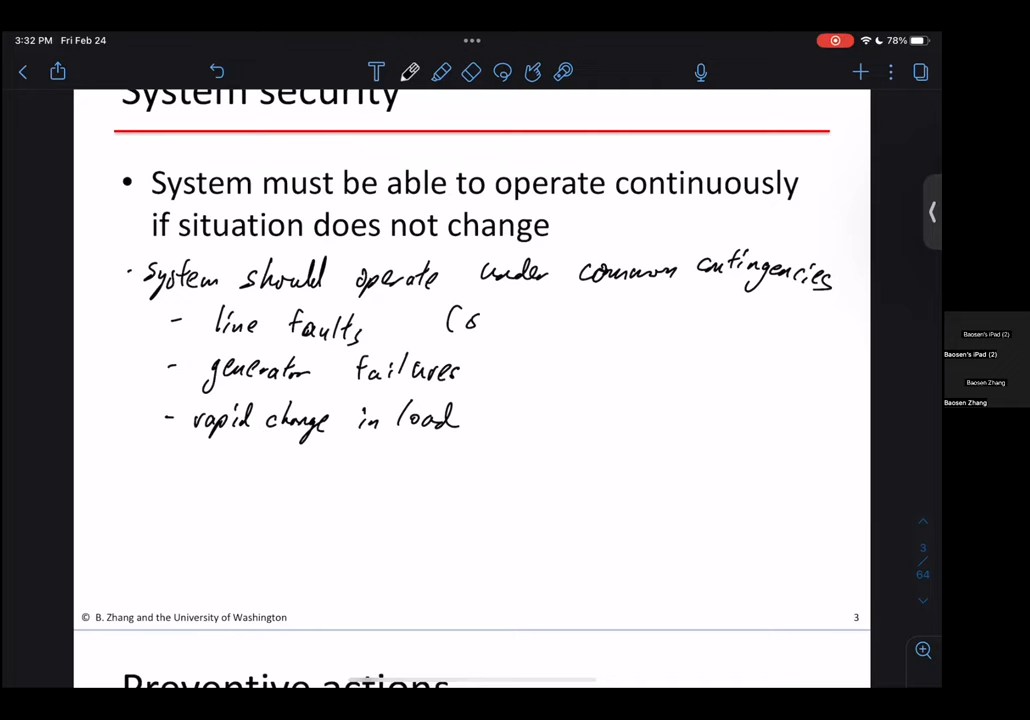 3:32 PM Fri Feb 24
78%
System security
• System must be able to operate continuously
if situation does not change
· system should operate under common contingencies
- line faults (s
- generator failures
- rapid change in load
Baosen's iPad (2)
Baosen's iPad (2)
Baosen Zhang
Baosen Zhang
3
/
64
© B. Zhang and the University of Washington 3
Preventive actions